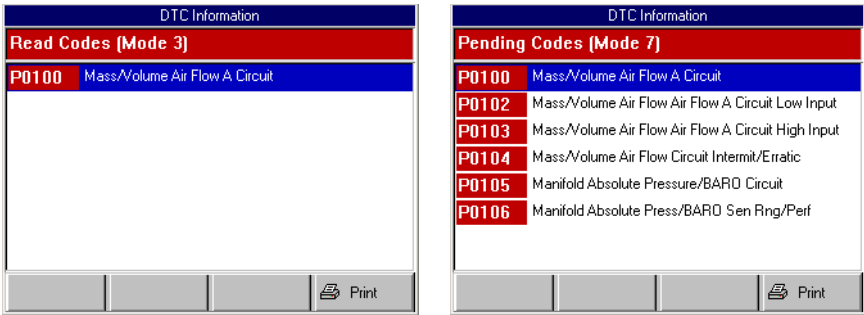 DTC Information
Read Codes (Mode 3)
P0100 Mass/Volume Air Flow A Circuit
Print
DTC Information
Pending Codes (Mode 7)
P0100 Mass/Volume Air Flow A Circuit
P0102 Mass/Volume Air Flow Air Flow A Circuit Low Input
P0103 Mass/Volume Air Flow Air Flow A Circuit High Input
P0104 Mass/Volume Air Flow Circuit Intermit/Erratic
P0105 Manifold Absolute Pressure/BARO Circuit
P0106 Manifold Absolute Press/BARO Sen Rng/Perf
Print